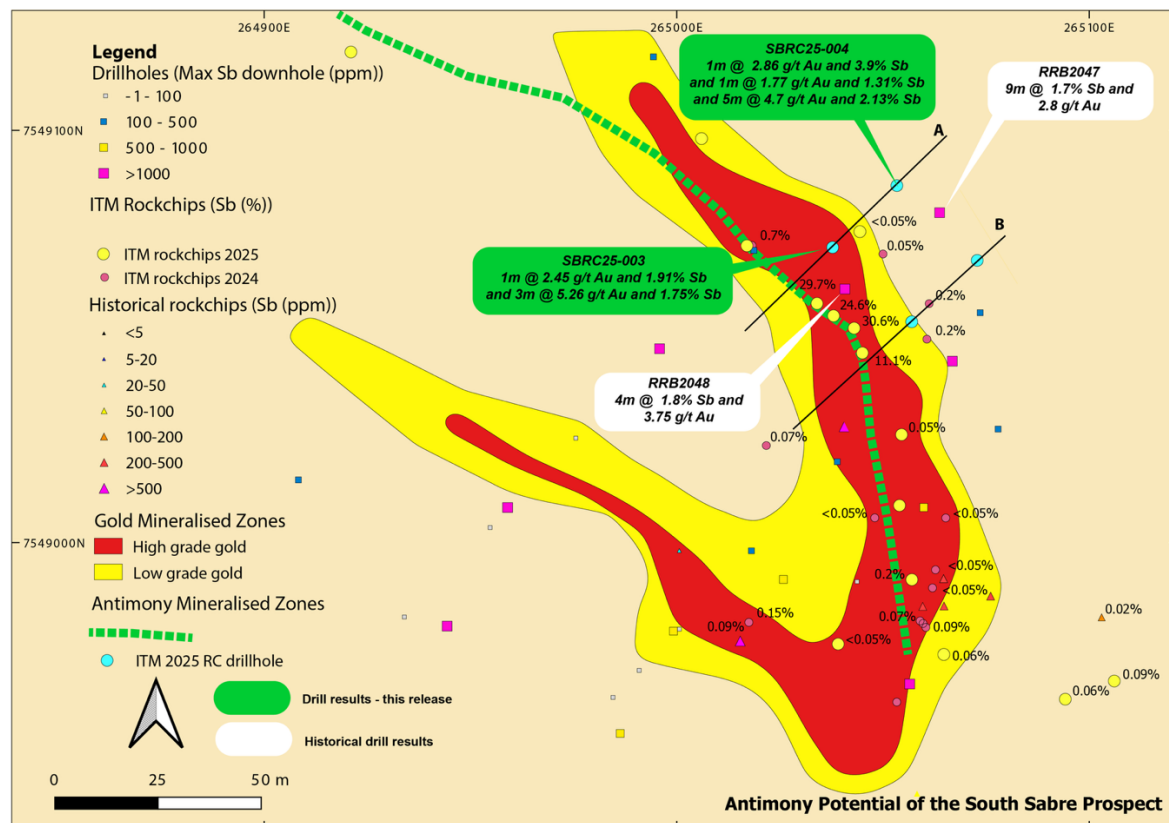 264900E
265000E
265100E
7549100N
7549000N
Legend
Drillholes (Max Sb downhole (ppm))
-1 - 100
100 - 500
500 - 1000
>1000
ITM Rockchips (Sb (%))
ITM rockchips 2025
ITM rockchips 2024
Historical rockchips (Sb (ppm))
<5
5-20
20-50
50-100
100-200
200-500
>500
Gold Mineralised Zones
High grade gold
Low grade gold
Antimony Mineralised Zones
ITM 2025 RC drillhole
Drill results - this release
Historical drill results
0
25
50 m
SBRC25-004
1m @ 2.86 g/t Au and 3.9% Sb
and 1m @ 1.77 g/t Au and 1.31% Sb
and 5m @ 4.7 g/t Au and 2.13% Sb
RRB2047
9m @ 1.7% Sb and
2.8 g/t Au
A
B
SBRC25-003
1m @ 2.45 g/t Au and 1.91% Sb
and 3m @ 5.26 g/t Au and 1.75% Sb
RRB2048
4m @ 1.8% Sb and
3.75 g/t Au
<0.05%
0.7%
0.05%
29.7%
24.6%
0.2%
30.6%
0.2%
11.1%
0.07%
0.05%
<0.05%
<0.05%
<0.05%
0.2%
<0.05%
0.15%
0.07%
0.09%
0.09%
0.02%
<0.05%
0.06%
0.09%
0.06%
Antimony Potential of the South Sabre Prospect